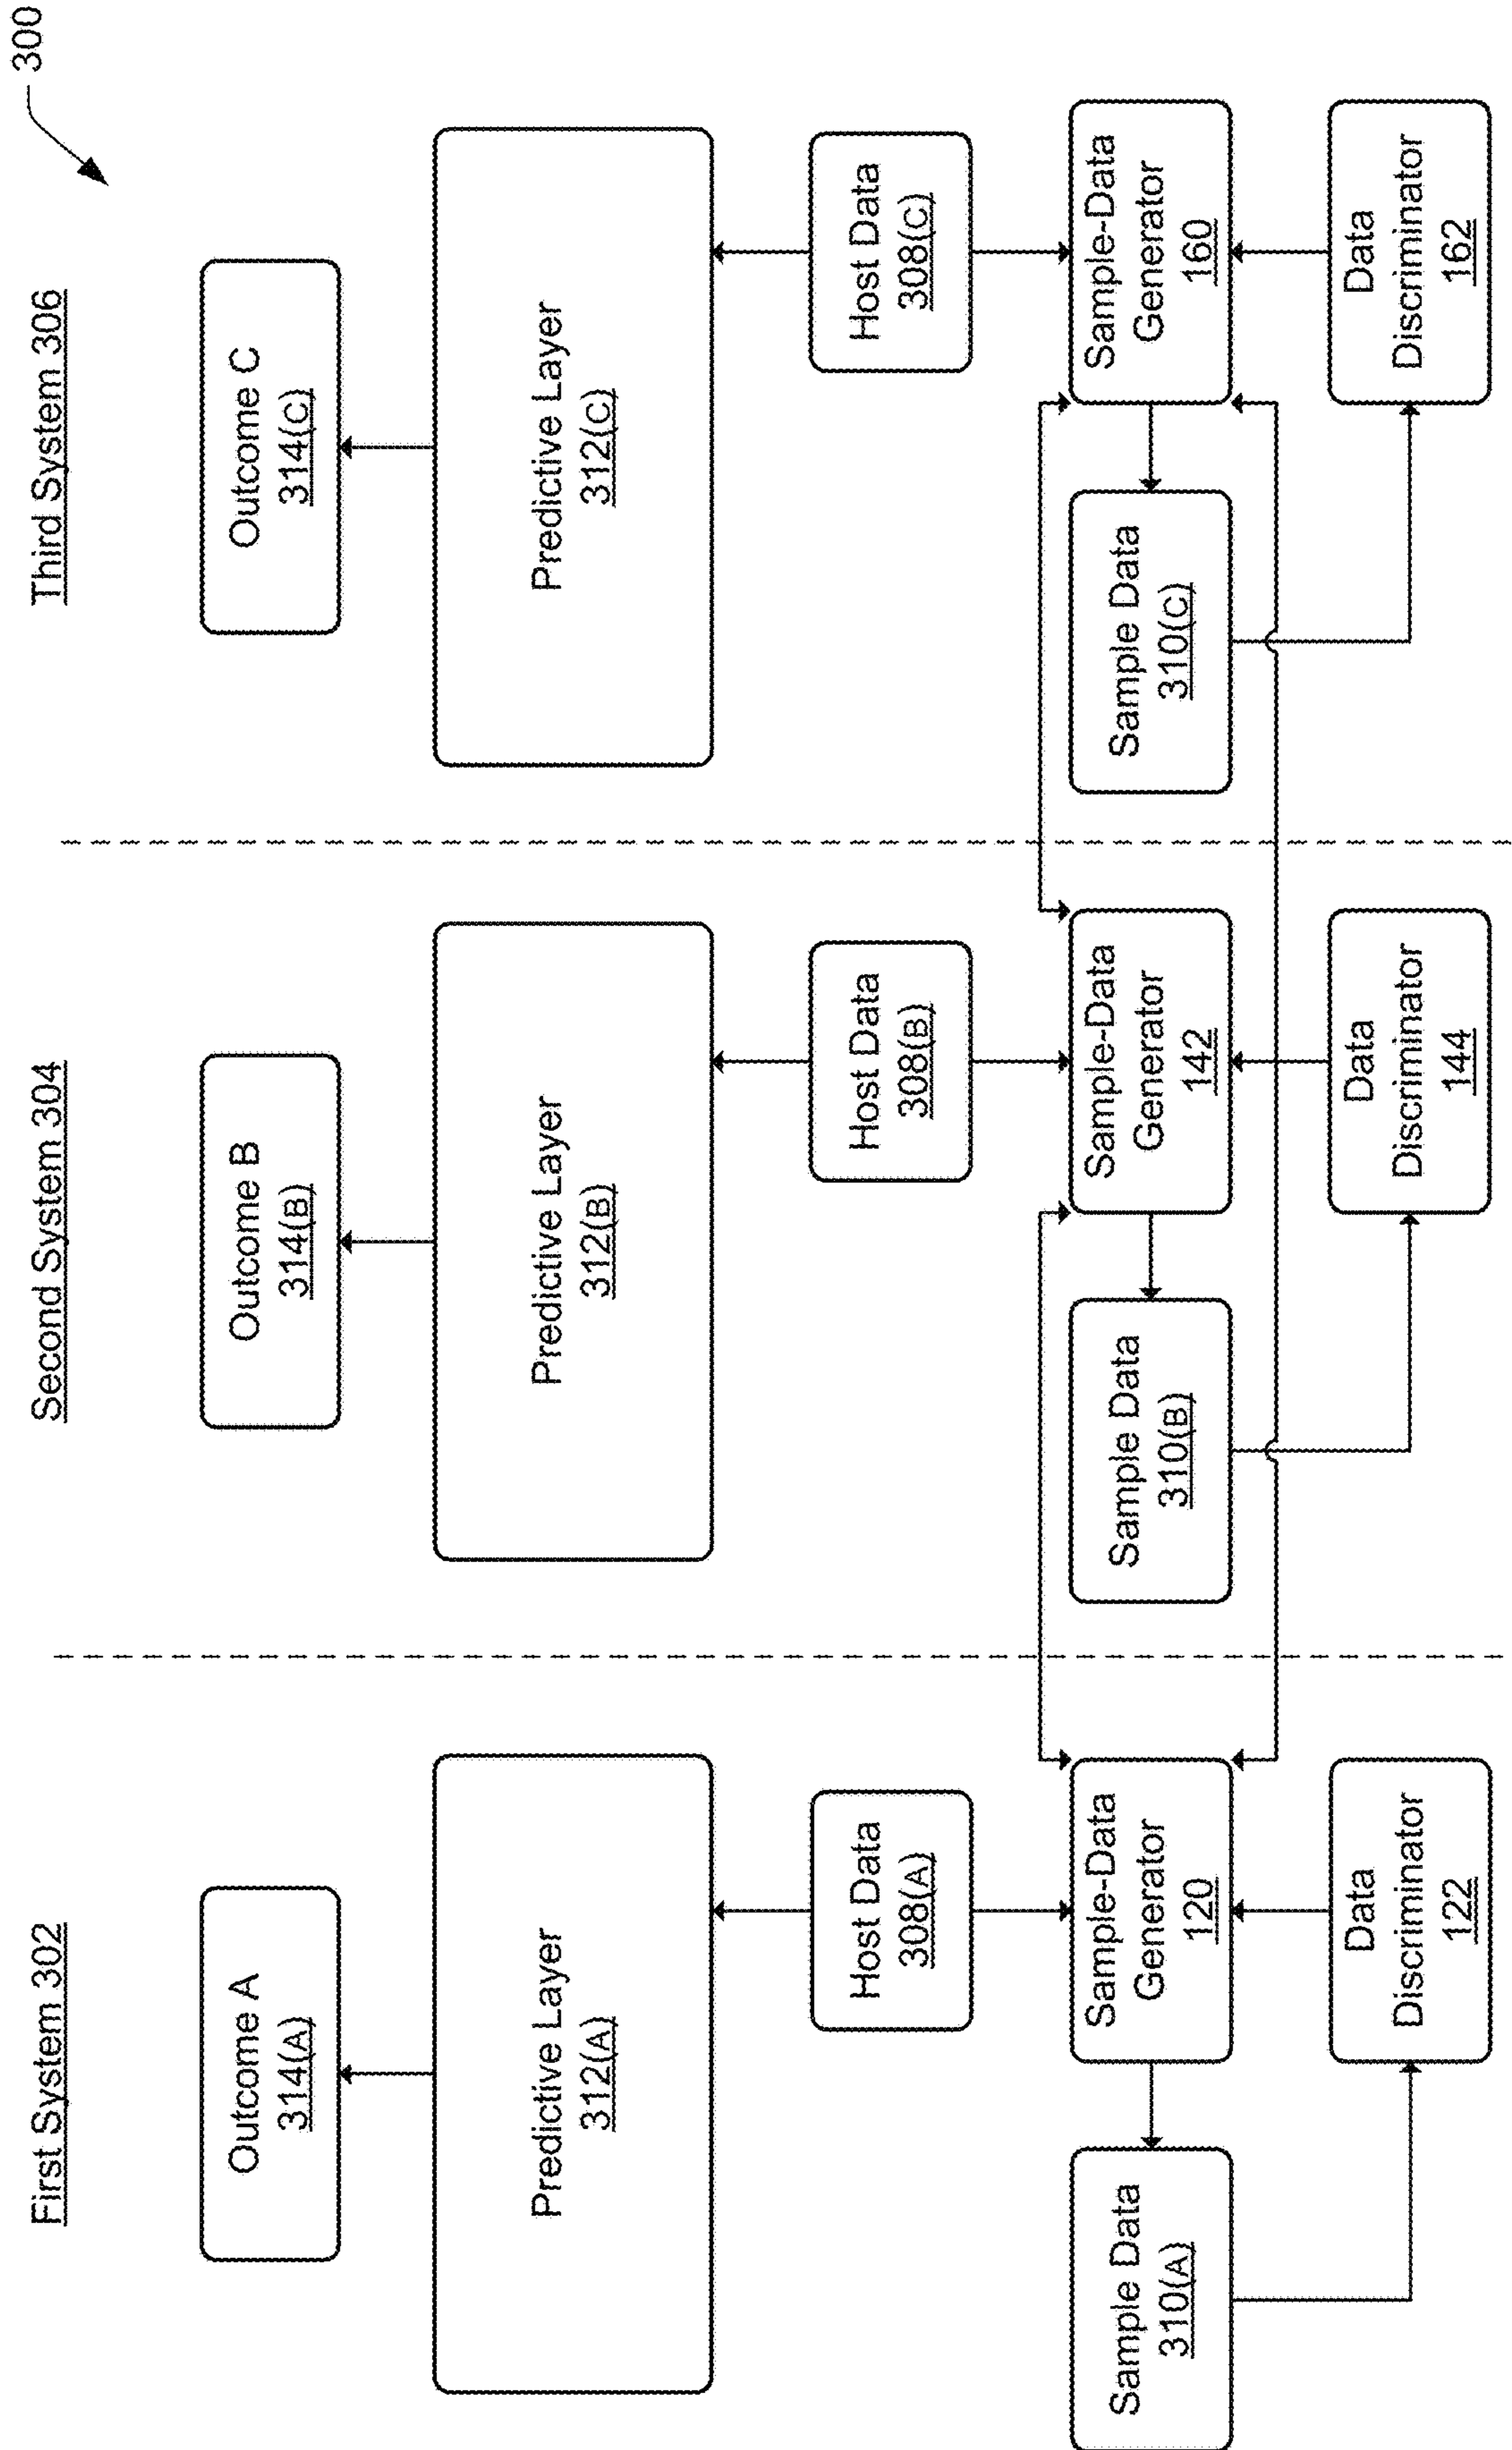 300
First System 302
Second System 304
Third System 306
Outcome A
314(A)
Outcome B
314(B)
Outcome C
314(C)
Predictive Layer
312(A)
Predictive Layer
312(B)
Predictive Layer
312(C)
Host Data
308(A)
Host Data
308(B)
Host Data
308(C)
Sample Data
310(A)
Sample-Data
Generator
120
Sample Data
310(B)
Sample-Data
Generator
142
Sample Data
310(C)
Sample-Data
Generator
160
Data
Discriminator
122
Data
Discriminator
144
Data
Discriminator
162